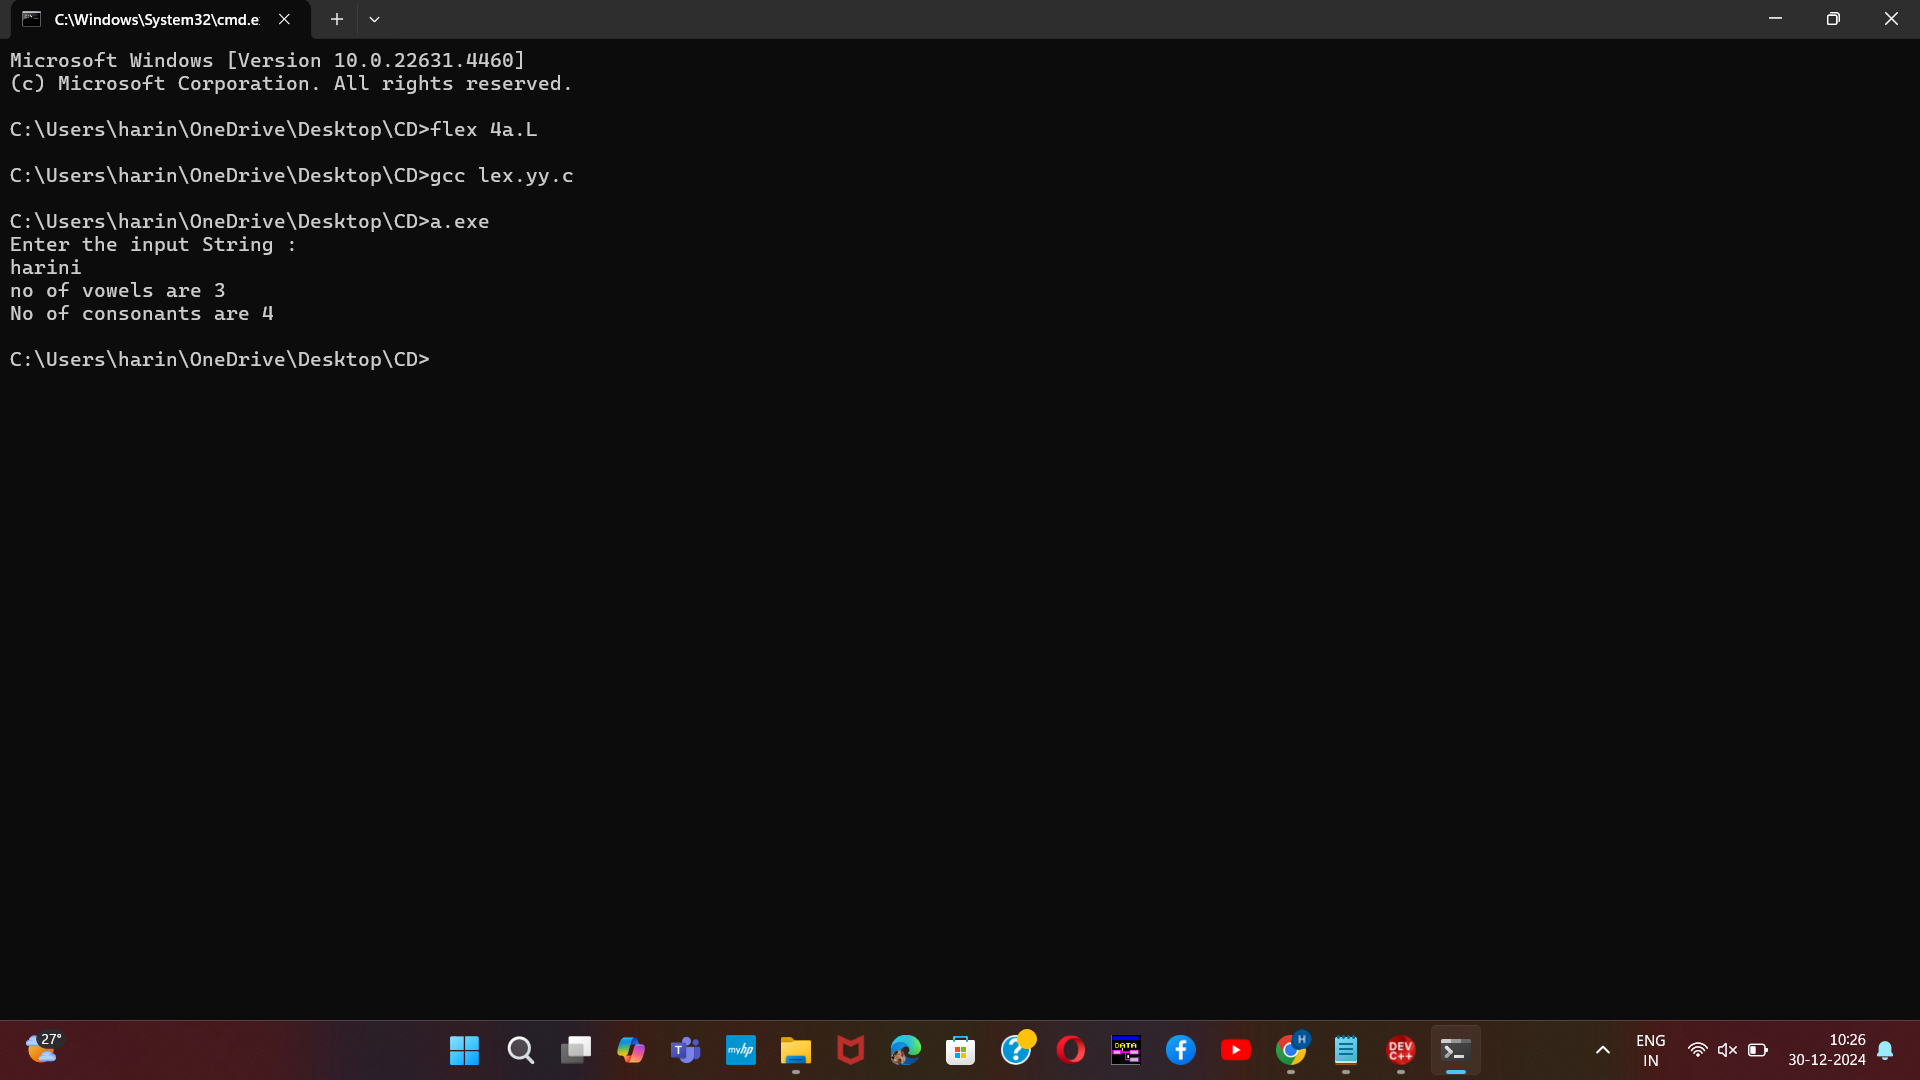 C:\Windows\System32\cmd.e
Microsoft Windows [Version 10.0.22631.4460]
(c) Microsoft Corporation. All rights reserved.
C:\Users\harin\OneDrive\Desktop\CD>flex 4a.L
C:\Users\harin\OneDrive\Desktop\CD>gcc lex.yy.c
C:\Users\harin\OneDrive\Desktop\CD>a.exe
Enter the input String :
harini
no of vowels are 3
No of consonants are 4
C:\Users\harin\OneDrive\Desktop\CD>
27°
T
myhp
?
DATA
f
H
DEV
C++
ENG
IN
10:26
30-12-2024